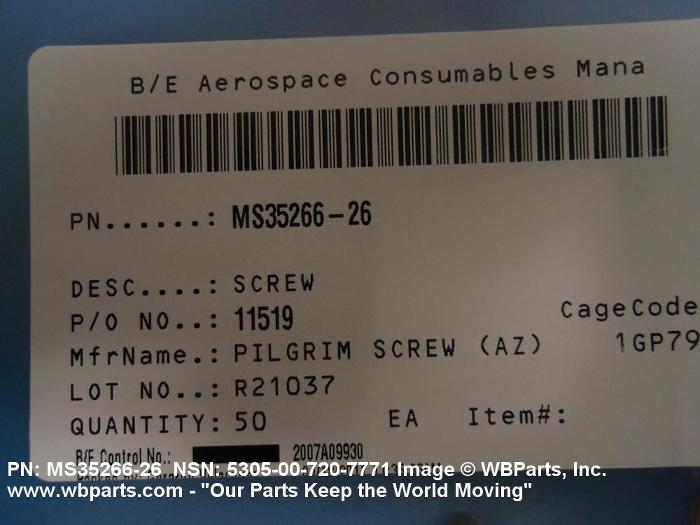 B/E Aerospace Consumables Mana
PN......: MS35266-26
DESC....: SCREW
P/O NO..: 11519
CageCode
MfrName.: PILGRIM SCREW (AZ)
1GP79
LOT NO..: R21037
QUANTITY: 50 EA Item#:
B/E Control No.: 2007A09930
PN: MS35266-26 NSN: 5305-00-720-7771 Image © WBParts, Inc.
www.wbparts.com - "Our Parts Keep the World Moving"